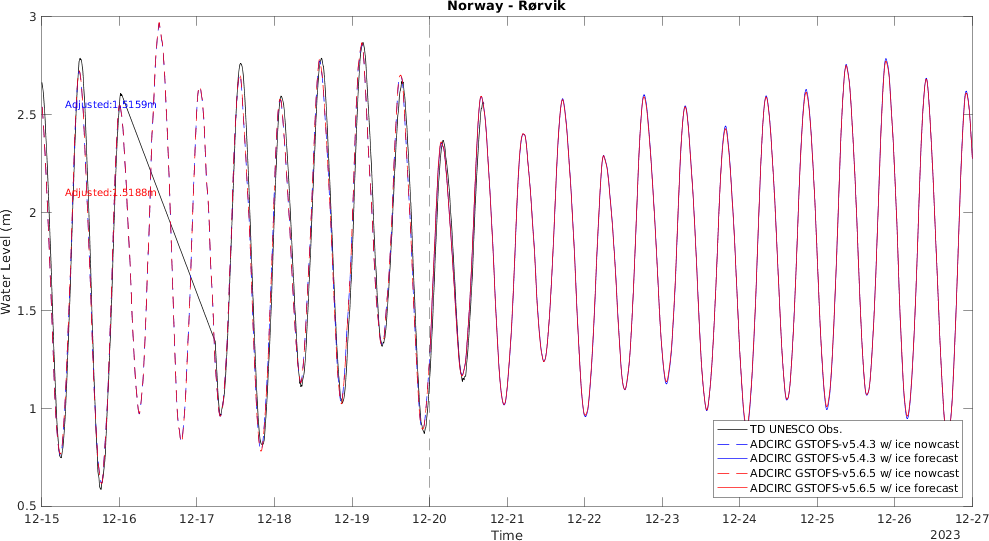 Norway - Rørvik
3
2.5
2
1.5
1
0.5
Water Level (m)
Adjusted:1.5159m
Adjusted:1.5188m
TD UNESCO Obs.
ADCIRC GSTOFS-v5.4.3 w/ ice nowcast
ADCIRC GSTOFS-v5.4.3 w/ ice forecast
ADCIRC GSTOFS-v5.6.5 w/ ice nowcast
ADCIRC GSTOFS-v5.6.5 w/ ice forecast
12-15 12-16 12-17 12-18 12-19 12-20 12-21 12-22 12-23 12-24 12-25 12-26 12-27
Time
2023